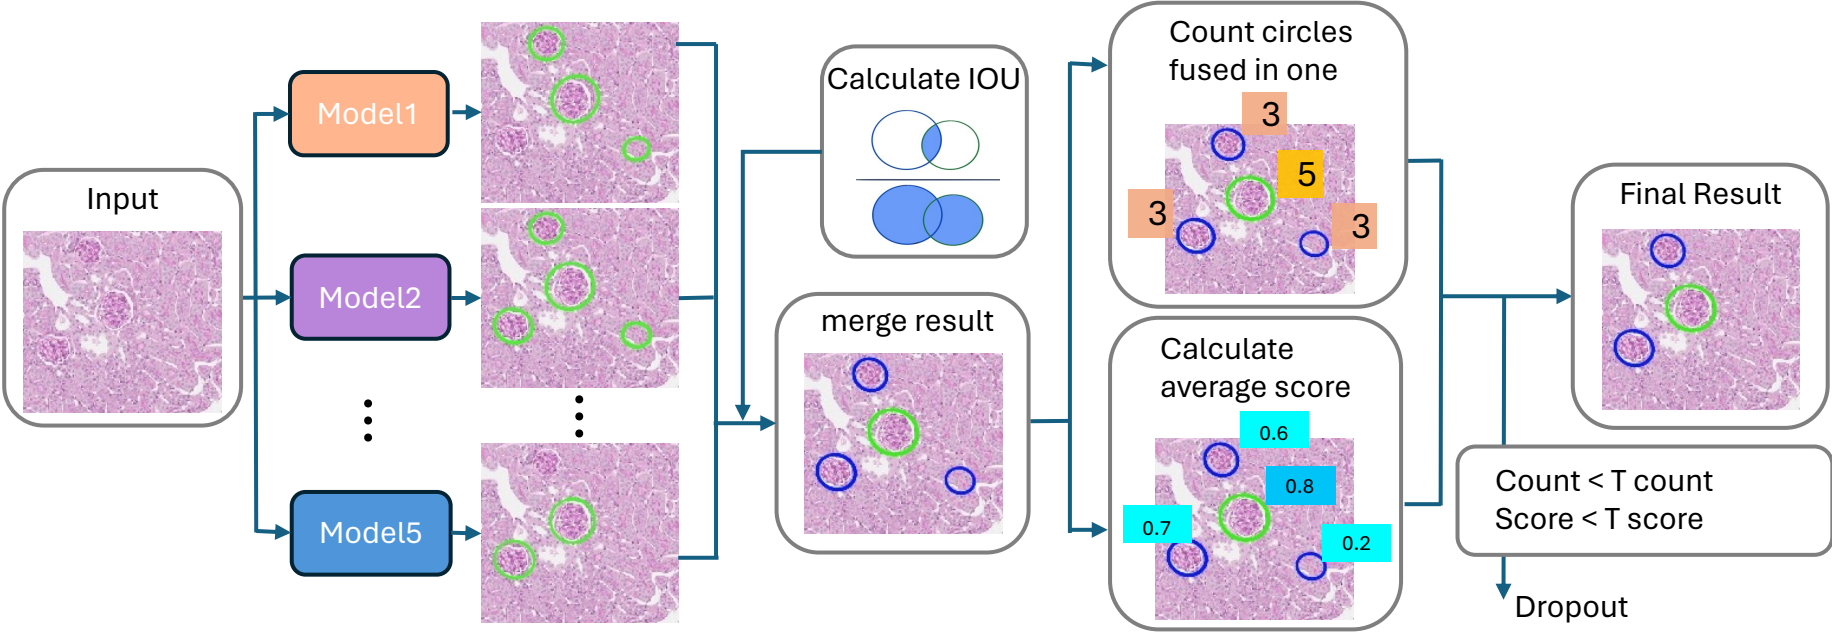 Input
Model1
Model2
Model5
Calculate IOU
merge result
Count circles
fused in one
3
5
3
3
Calculate
average score
0.6
0.8
0.7
0.2
Final Result
Count < T count
Score < T score
Dropout